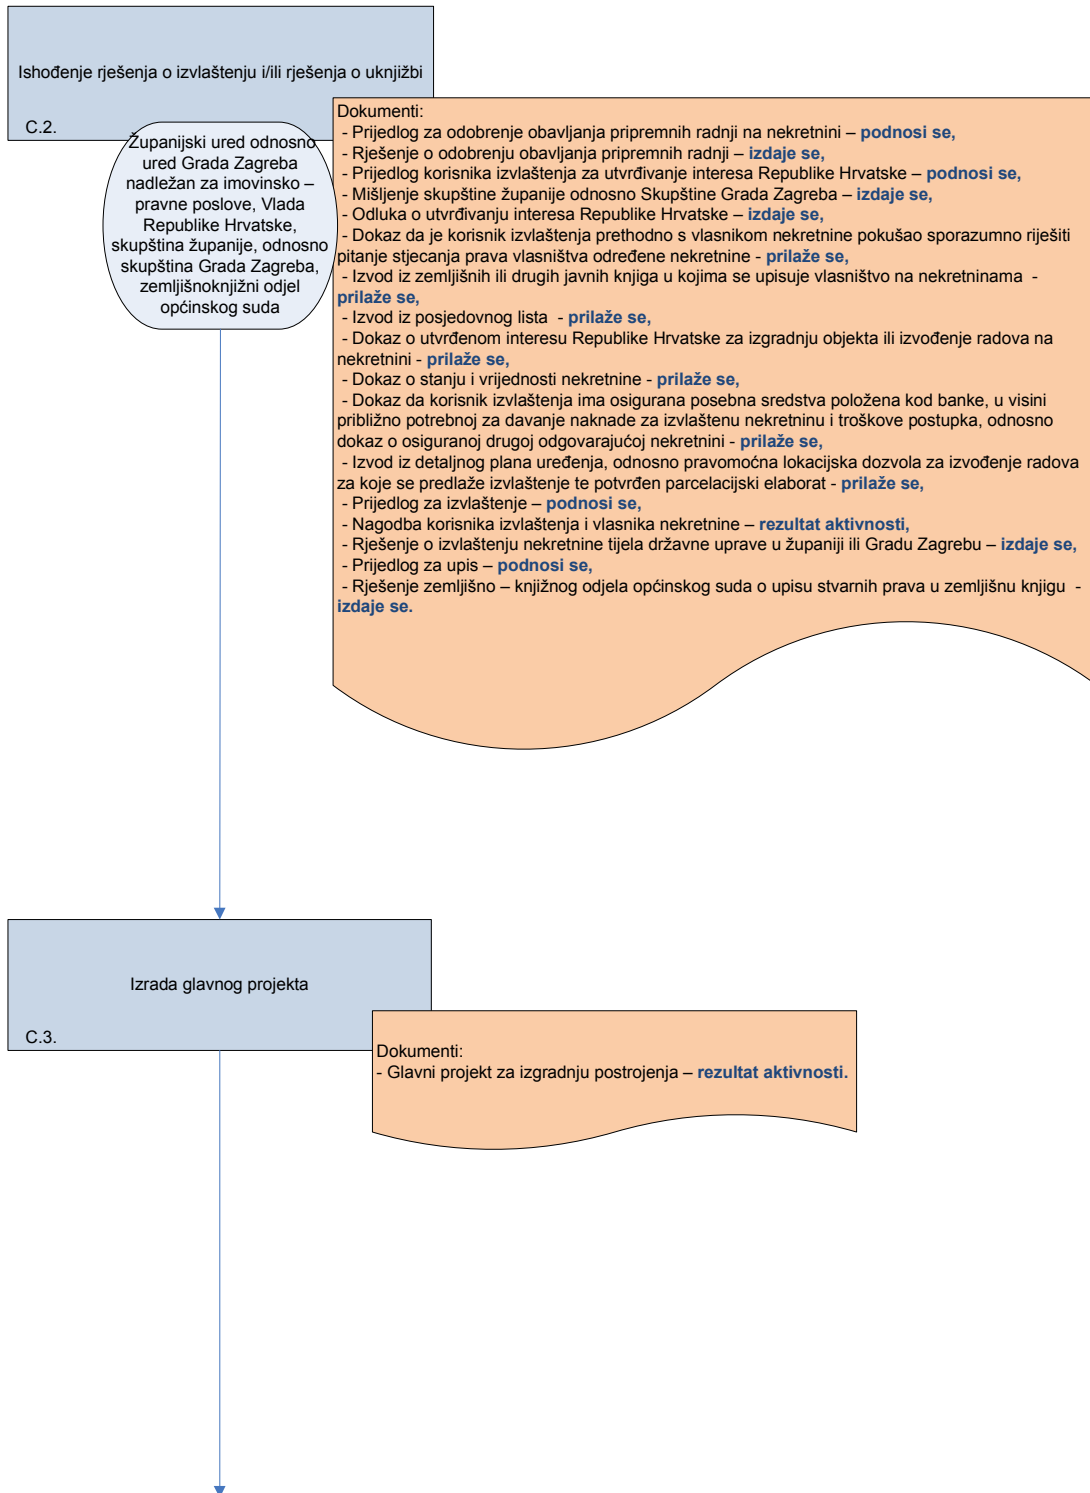 Ishođenje rješenja o izvlaštenju i/ili rješenja o uknjižbi
C.2.
Županijski ured odnosno
ured Grada Zagreba
nadležan za imovinsko –
pravne poslove, Vlada
Republike Hrvatske,
skupština županije, odnosno
skupština Grada Zagreba,
zemljišnoknjižni odjel
općinskog suda
Dokumenti:
- Prijedlog za odobrenje obavljanja pripremnih radnji na nekretnini – podnosi se,
- Rješenje o odobrenju obavljanja pripremnih radnji – izdaje se,
- Prijedlog korisnika izvlaštenja za utvrđivanje interesa Republike Hrvatske – podnosi se,
- Mišljenje skupštine županije odnosno Skupštine Grada Zagreba – izdaje se,
- Odluka o utvrđivanju interesa Republike Hrvatske – izdaje se,
- Dokaz da je korisnik izvlaštenja prethodno s vlasnikom nekretnine pokušao sporazumno riješiti
pitanje stjecanja prava vlasništva određene nekretnine - prilaže se,
- Izvod iz zemljišnih ili drugih javnih knjiga u kojima se upisuje vlasništvo na nekretninama -
prilaže se,
- Izvod iz posjedovnog lista - prilaže se,
- Dokaz o utvrđenom interesu Republike Hrvatske za izgradnju objekta ili izvođenje radova na
nekretnini - prilaže se,
- Dokaz o stanju i vrijednosti nekretnine - prilaže se,
- Dokaz da korisnik izvlaštenja ima osigurana posebna sredstva položena kod banke, u visini
približno potrebnoj za davanje naknade za izvlaštenu nekretninu i troškove postupka, odnosno
dokaz o osiguranoj drugoj odgovarajućoj nekretnini - prilaže se,
- Izvod iz detaljnog plana uređenja, odnosno pravomoćna lokacijska dozvola za izvođenje radova
za koje se predlaže izvlaštenje te potvrđen parcelacijski elaborat - prilaže se,
- Prijedlog za izvlaštenje – podnosi se,
- Nagodba korisnika izvlaštenja i vlasnika nekretnine – rezultat aktivnosti,
- Rješenje o izvlaštenju nekretnine tijela državne uprave u županiji ili Gradu Zagrebu – izdaje se,
- Prijedlog za upis – podnosi se,
- Rješenje zemljišno – knjižnog odjela općinskog suda o upisu stvarnih prava u zemljišnu knjigu -
izdaje se.
Izrada glavnog projekta
C.3.
Dokumenti:
- Glavni projekt za izgradnju postrojenja – rezultat aktivnosti.